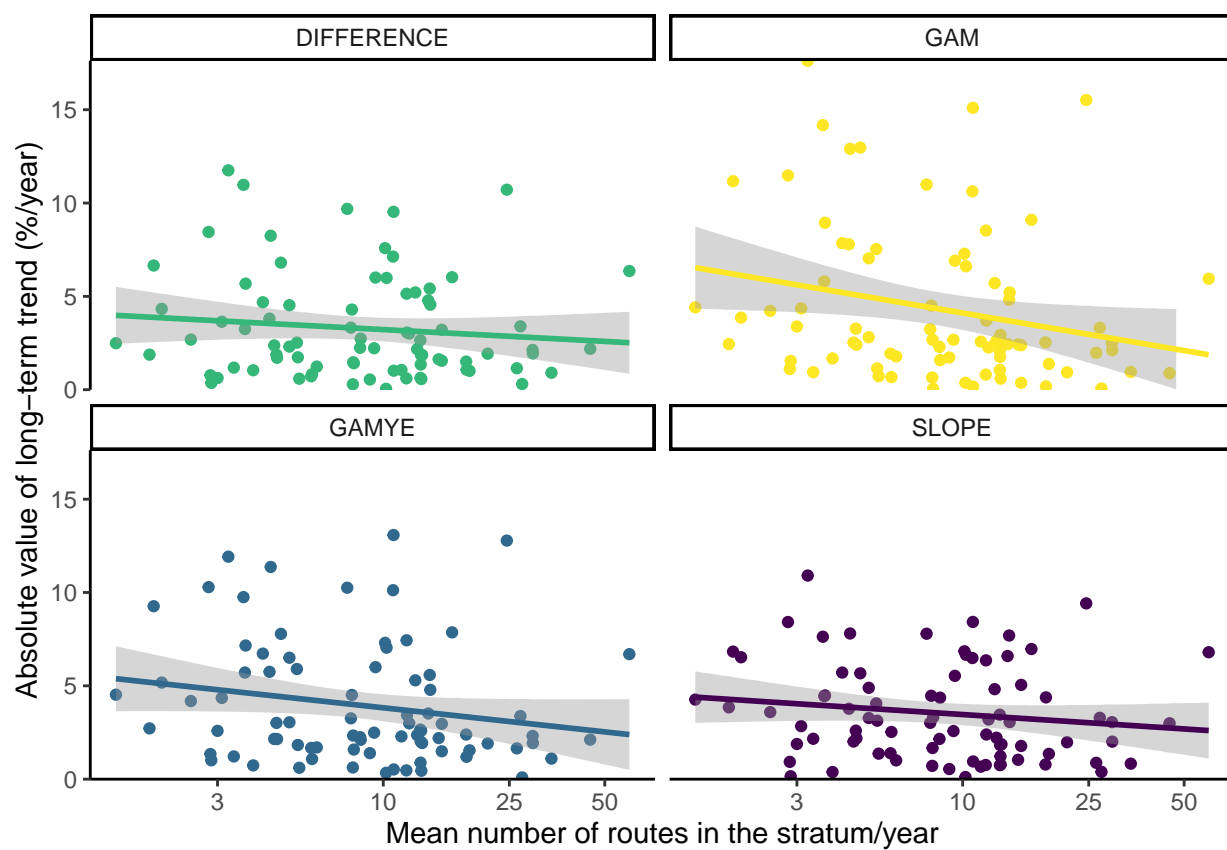 DIFFERENCE
GAM
15
10
5
0
GAMYE
SLOPE
15
10
5
0
3
10
25
50
3
10
25
50
Absolute value of long−term trend (%/year)
Mean number of routes in the stratum/year